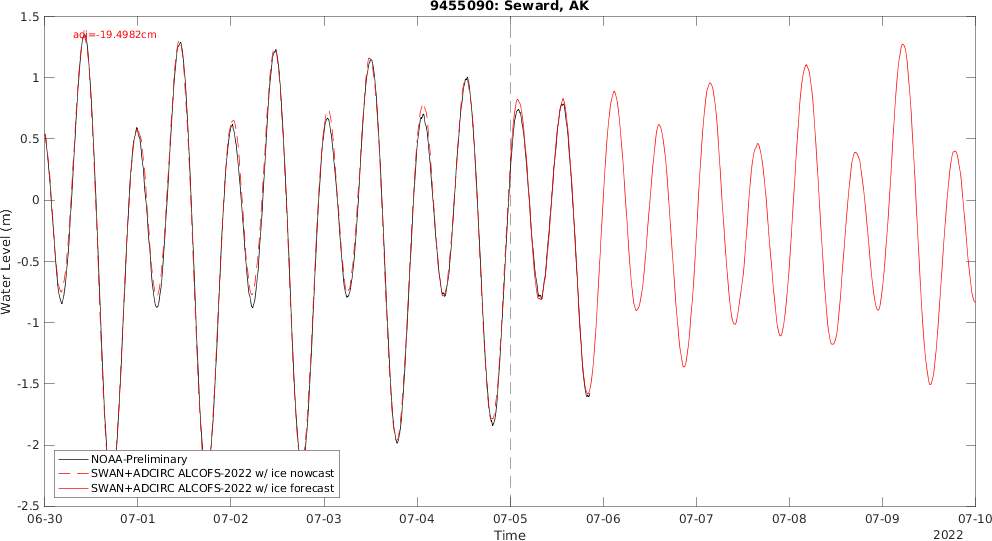 9455090: Seward, AK
adj=-19.4982cm
1.5
1
0.5
0
-0.5
-1
-1.5
-2
-2.5
Water Level (m)
NOAA-Preliminary
SWAN+ADCIRC ALCOFS-2022 w/ ice nowcast
SWAN+ADCIRC ALCOFS-2022 w/ ice forecast
06-30 07-01 07-02 07-03 07-04 07-05 07-06 07-07 07-08 07-09 07-10
Time
2022